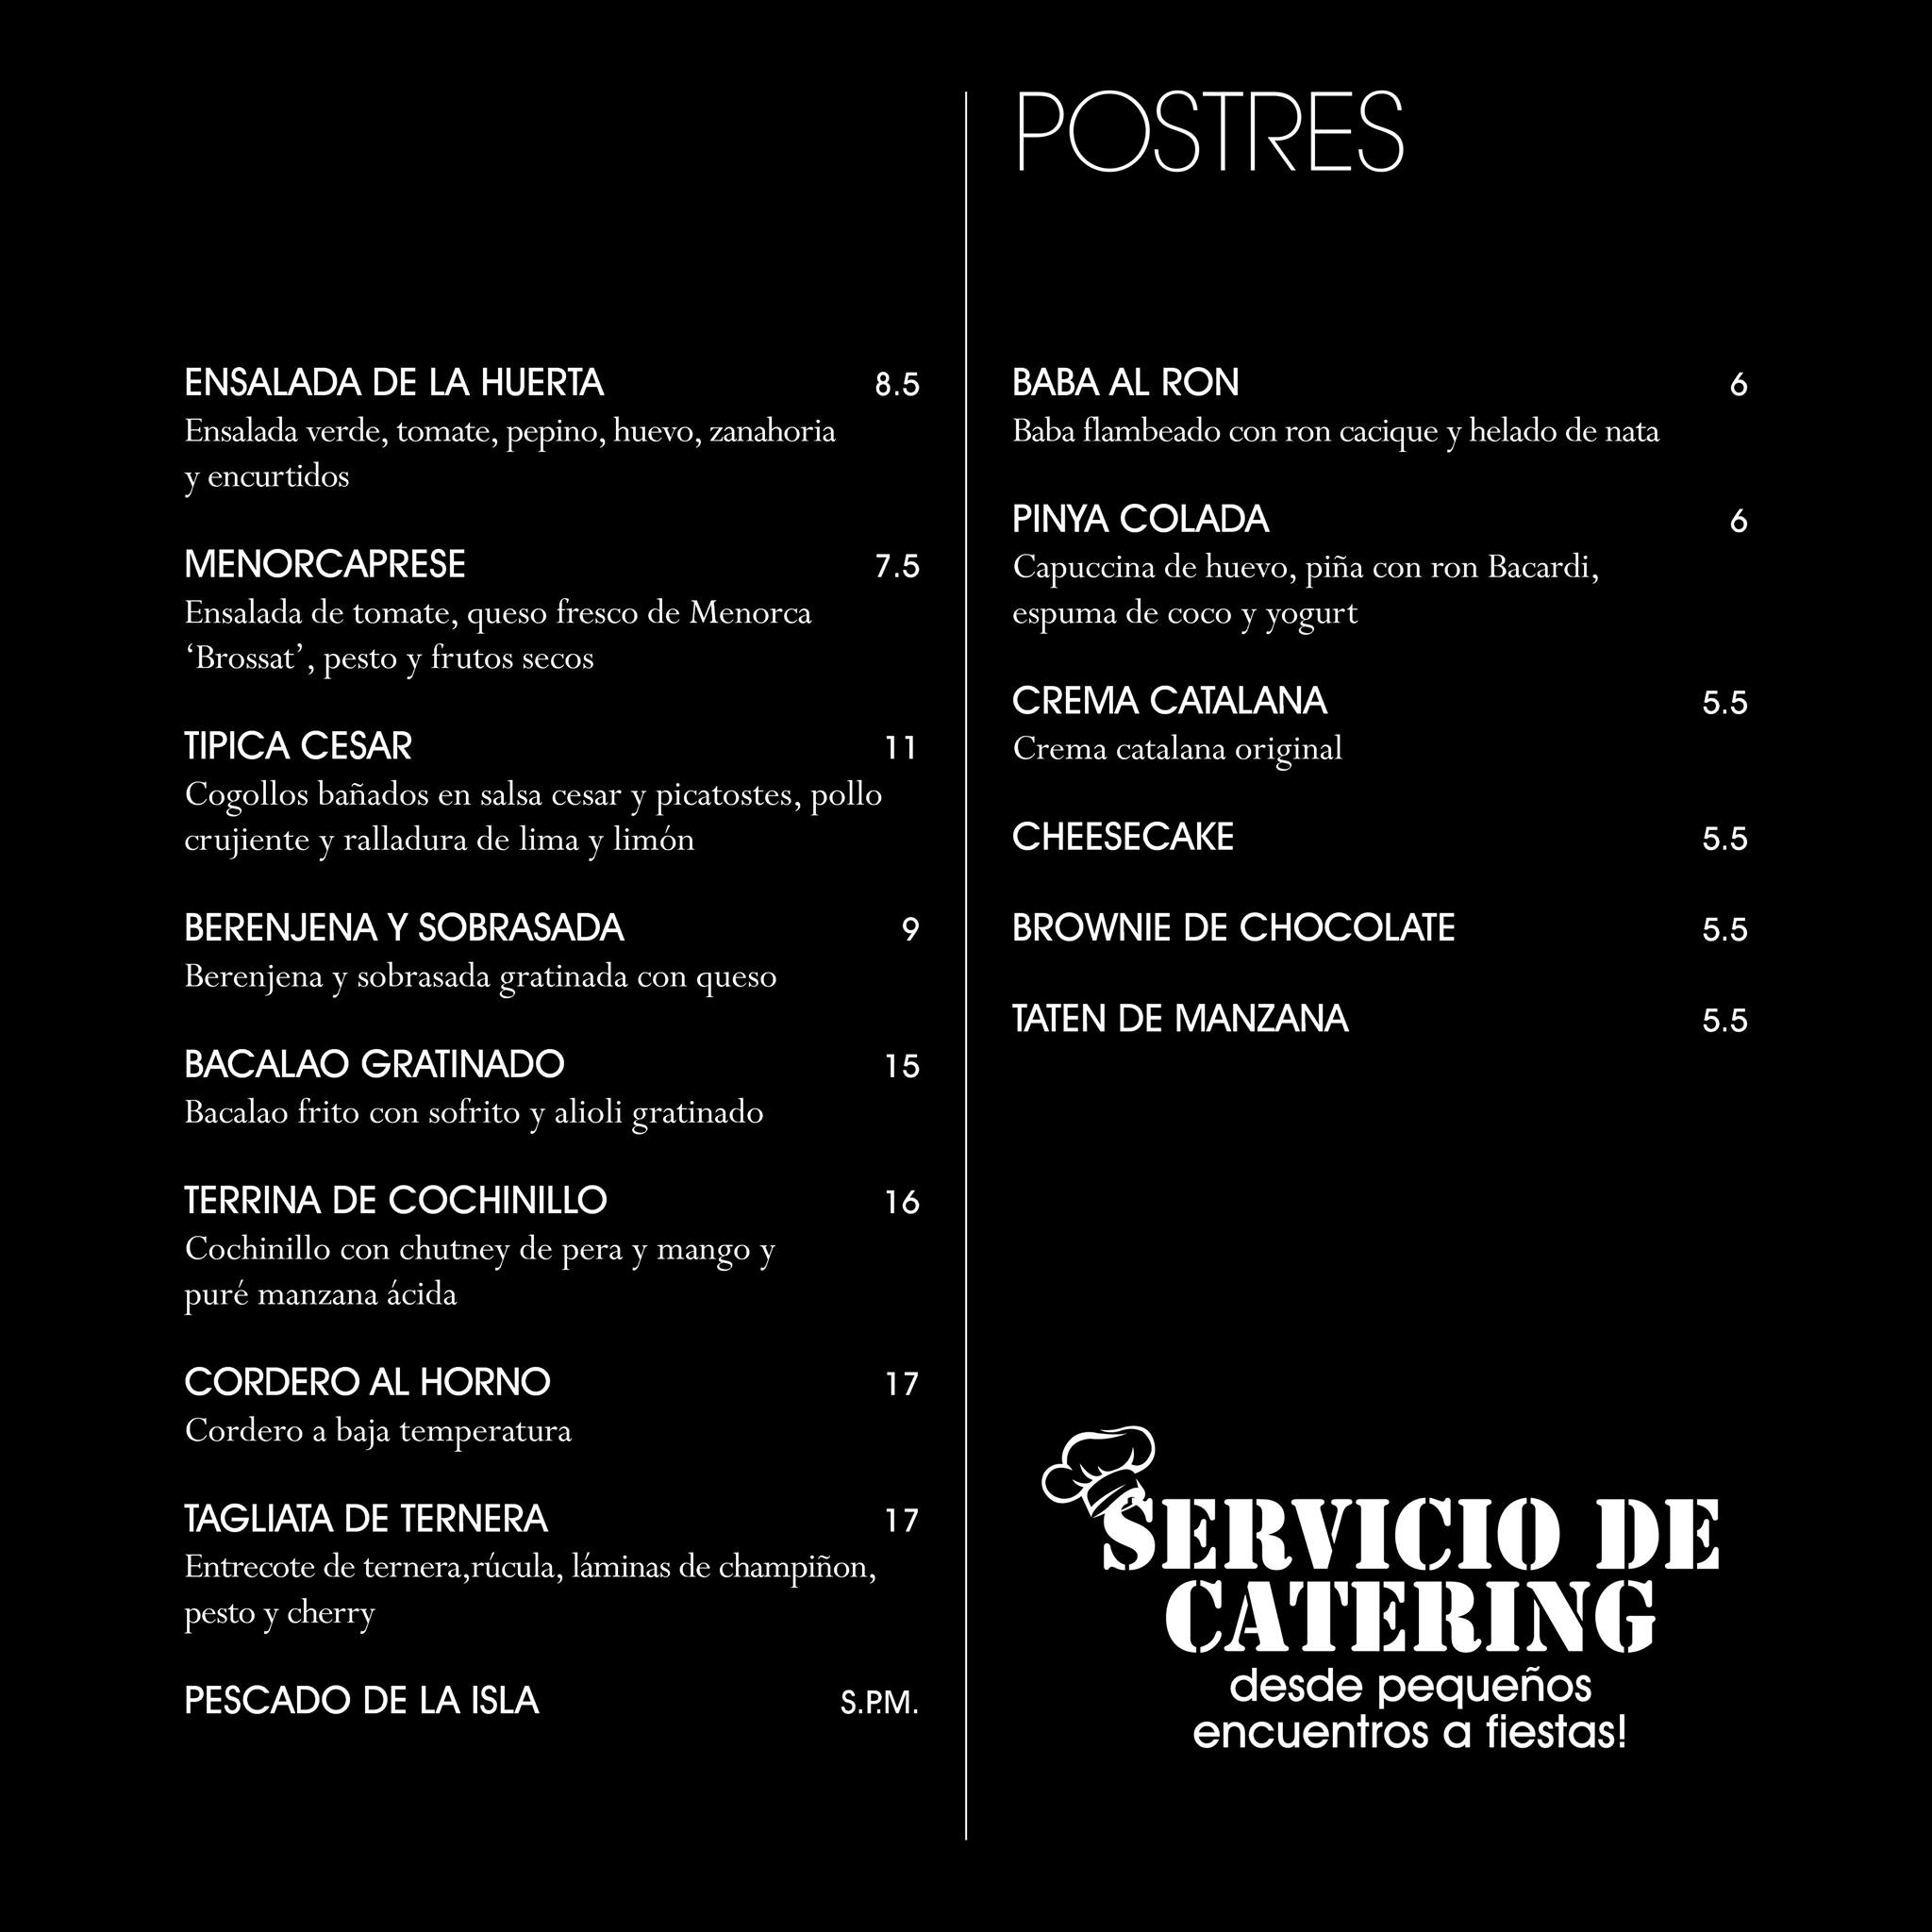 ENSALADA DE LA HUERTA 8.5
Ensalada verde, tomate, pepino, huevo, zanahoria
y encurtidos
MENORCAPRESE 7.5
Ensalada de tomate, queso fresco de Menorca
‘Brossat’, pesto y frutos secos
TIPICA CESAR 11
Cogollos bañados en salsa cesar y picatostes, pollo
crujiente y ralladura de lima y limón
BERENJENA Y SOBRASADA 9
Berenjena y sobrasada gratinada con queso
BACALAO GRATINADO 15
Bacalao frito con sofrito y alioli gratinado
TERRINA DE COCHINILLO 16
Cochinillo con chutney de pera y mango y
puré manzana ácida
CORDERO AL HORNO 17
Cordero a baja temperatura
TAGLIATA DE TERNERA 17
Entrecote de ternera,rúcula, láminas de champiñon,
pesto y cherry
PESCADO DE LA ISLA S.P.M.
POSTRES
BABA AL RON 6
Baba flambeado con ron cacique y helado de nata
PINYA COLADA 6
Capuccina de huevo, piña con ron Bacardi,
espuma de coco y yogurt
CREMA CATALANA 5.5
Crema catalana original
CHEESECAKE 5.5
BROWNIE DE CHOCOLATE 5.5
TATEN DE MANZANA 5.5
SERVICIO DE
CATERING
desde pequeños
encuentros a fiestas!